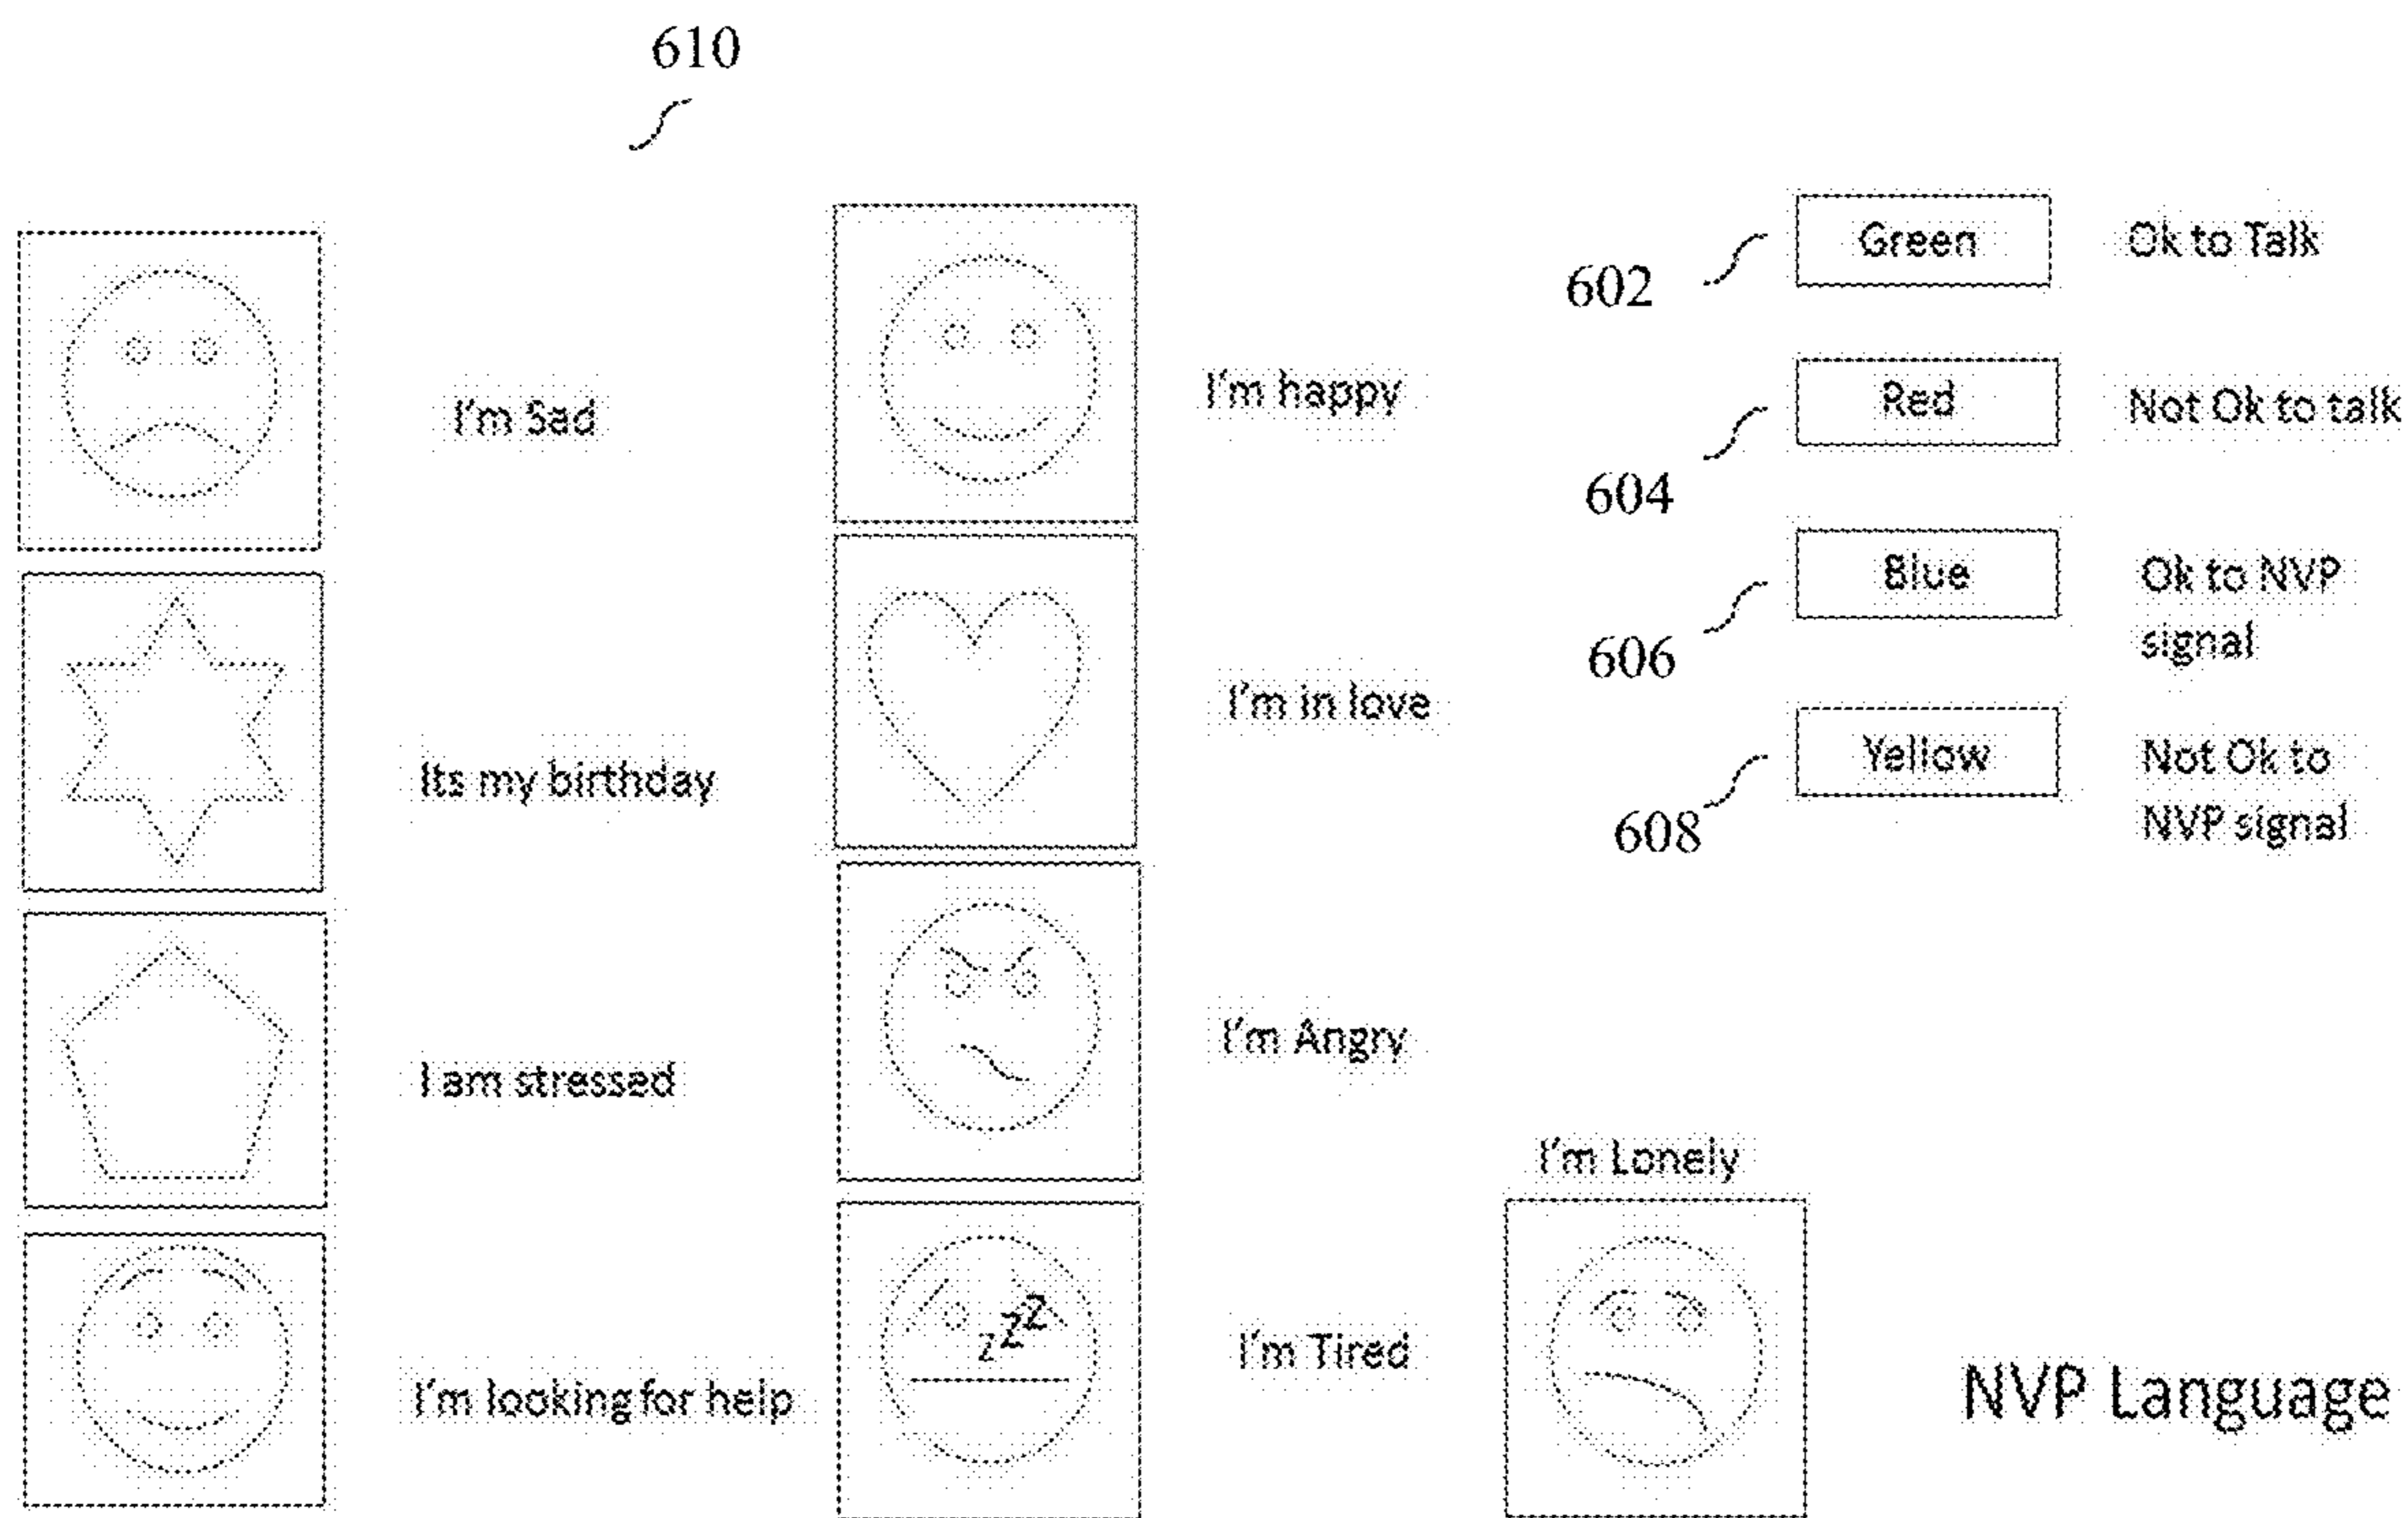 610
I'm Sad
Its my birthday
I am stressed
I'm looking for help
I'm happy
I'm in love
I'm Angry
zZZ
I'm Tired
I'm Lonely
602
Green
Ok to Talk
604
Red
Not Ok to talk
606
Blue
Ok to NVP
signal
608
Yellow
Not Ok to
NVP signal
NVP Language